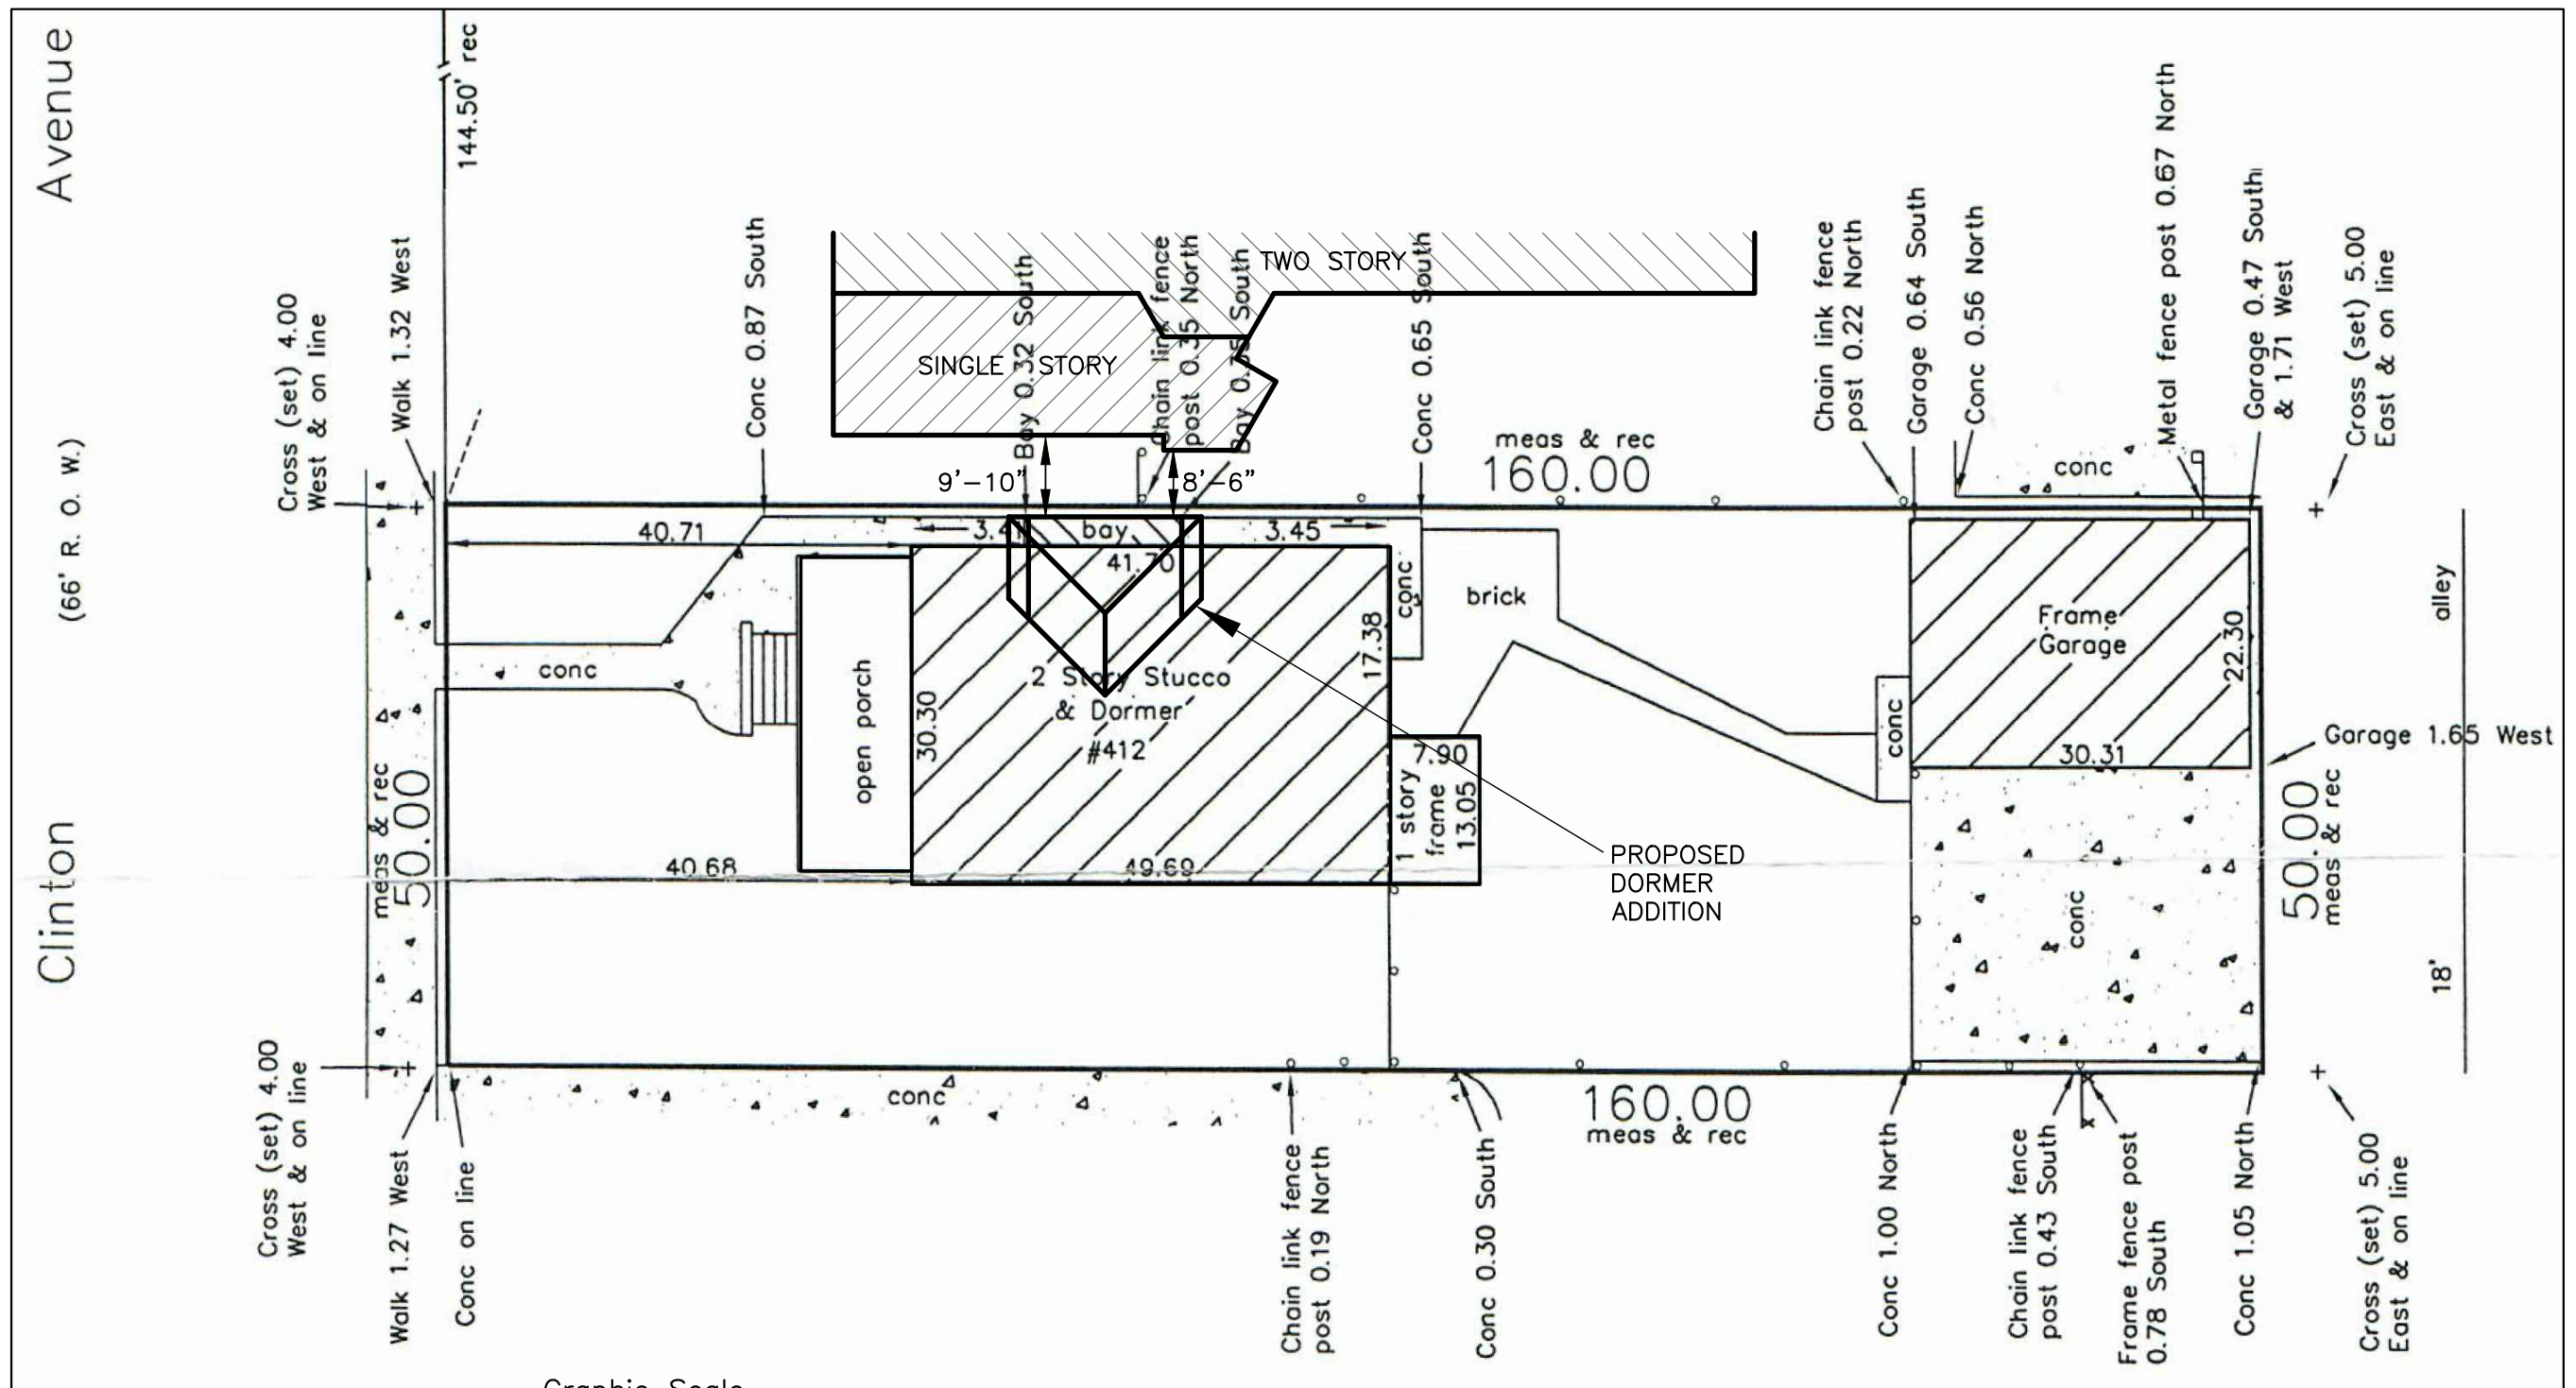 Avenue
(66' R. O. W.)
Clinton
144.50' rec
Cross (set) 4.00
West & on line
Walk 1.32 West
Conc 0.87 South
Bay 0.32 South
Chain link fence
post 0.35 North
Bay 0.35 South
Conc 0.65 South
TWO STORY
SINGLE STORY
9'-10"
8'-6"
meas & rec
160.00
Chain link fence
post 0.22 North
Garage 0.64 South
Conc 0.56 North
Metal fence post 0.67 North
Garage 0.47 South
& 1.71 West
Cross (set) 5.00
East & on line
conc
40.71
3.41
bay
3.45
41.70
conc
open porch
30.30
2 Story Stucco
& Dormer
#412
17.38
conc
brick
7.90
1 story
frame
13.05
conc
Frame
Garage
22.30
30.31
alley
Garage 1.65 West
meas & rec
50.00
40.68
49.69
PROPOSED
DORMER
ADDITION
conc
50.00
meas & rec
18'
conc
160.00
meas & rec
Cross (set) 4.00
West & on line
Walk 1.27 West
Conc on line
Chain link fence
post 0.19 North
Conc 0.30 South
Conc 1.00 North
Chain link fence
post 0.43 South
Frame fence post
0.78 South
Conc 1.05 North
Cross (set) 5.00
East & on line
Graphic Scale